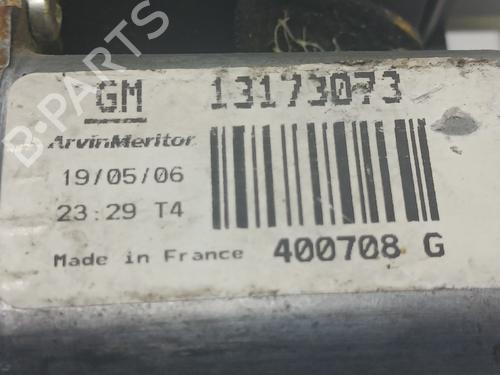 GM 13173073
ArvinMeritor
19/05/06
23:29 T4
Made in France 400708 G
B-PARTS